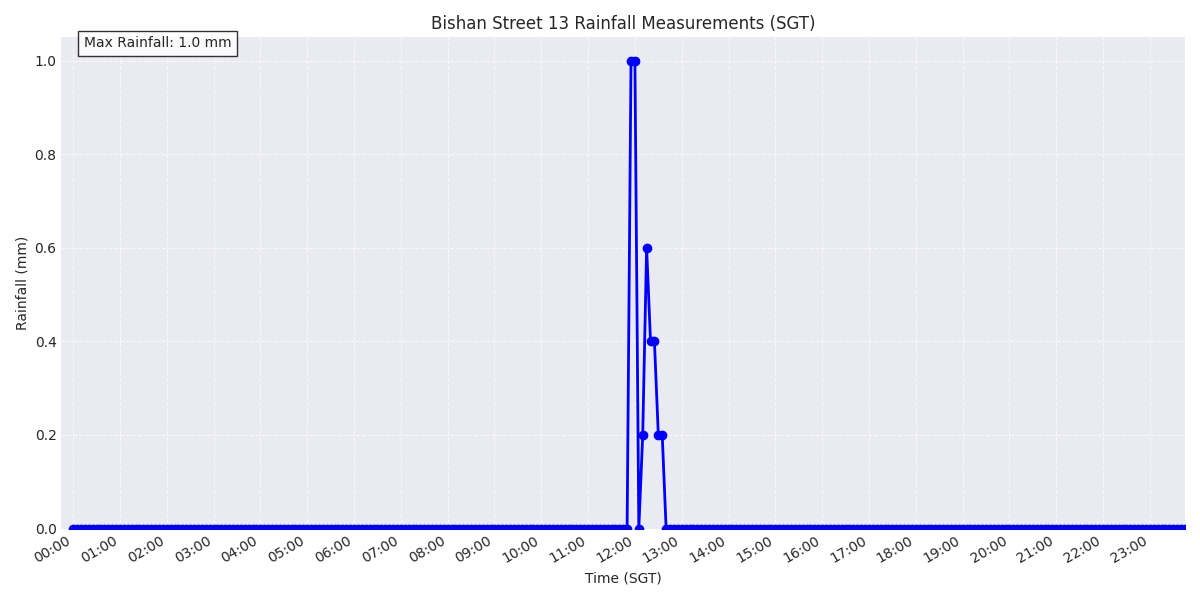 Bishan Street 13 Rainfall Measurements (SGT)
Max Rainfall: 1.0 mm
1.0
0.8
0.6
0.4
0.2
0.0
Rainfall (mm)
00:00 01:00 02:00 03:00 04:00 05:00 06:00 07:00 08:00 09:00 10:00 11:00 12:00 13:00 14:00 15:00 16:00 17:00 18:00 19:00 20:00 21:00 22:00 23:00
Time (SGT)